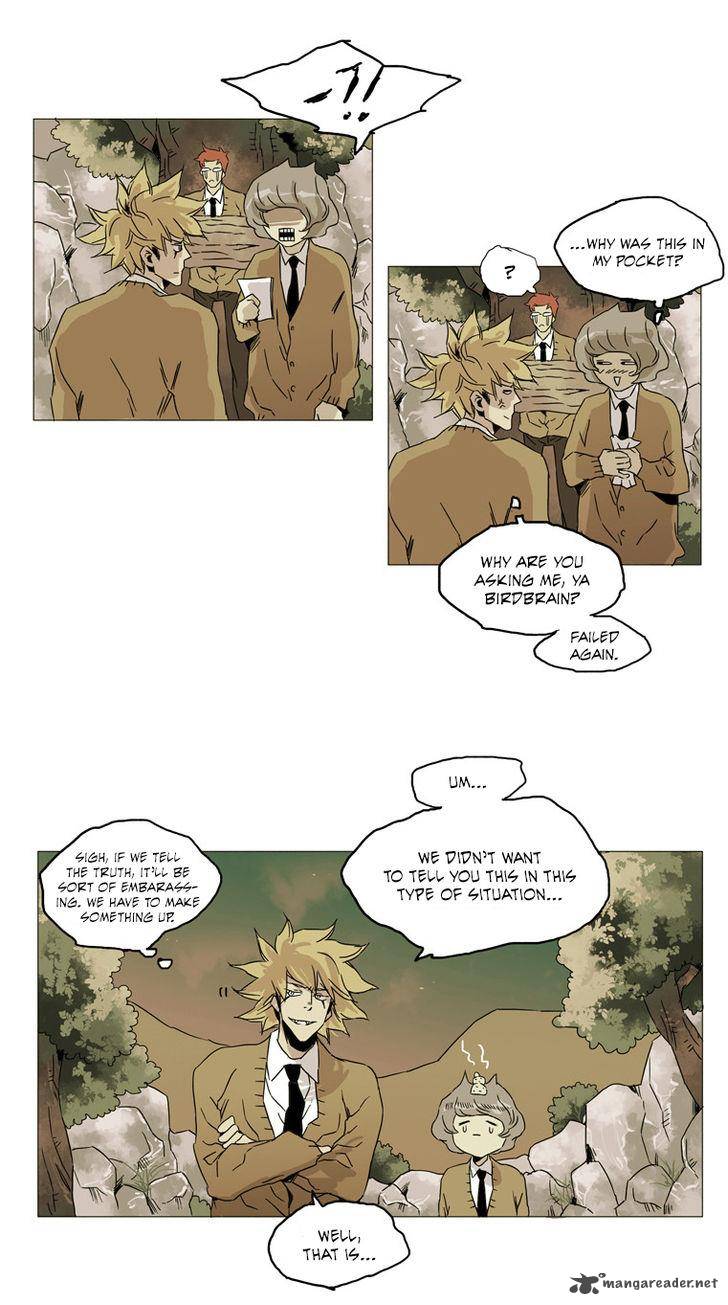 ...!!
...WHY WAS THIS IN
MY POCKET?
?
WHY ARE YOU
ASKING ME, YA
BIRDBRAIN?
FAILED
AGAIN.
UM...
WE DIDN'T WANT
TO TELL YOU THIS IN THIS
TYPE OF SITUATION...
SIGH, IF WE TELL
THE TRUTH, IT'LL BE
SORT OF EMBARASS-
ING. WE HAVE TO MAKE
SOMETHING UP.
WELL,
THAT IS...
mangareader.net